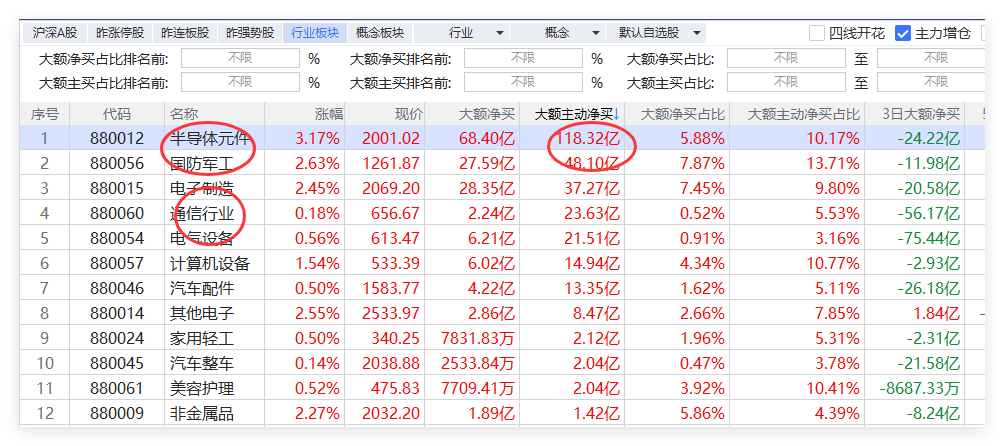 沪深A股 昨涨停股 昨连板股 昨强势股 行业板块 概念板块 行业 概念 默认自选股 四线开花 主力增仓
大额净买占比排名前: 不限 % 大额净买排名前: 不限 % 大额净买占比: 不限 至 不限
大额主买占比排名前: 不限 % 大额主买排名前: 不限 % 大额主买占比: 不限 至 不限
序号 代码 名称 涨幅 现价 大额净买 大额主动净买↓ 大额净买占比 大额主动净买占比 3日大额净买
1 880012 半导体元件 3.17% 2001.02 68.40亿 118.32亿 5.88% 10.17% -24.22亿
2 880056 国防军工 2.63% 1261.87 27.59亿 48.10亿 7.87% 13.71% -11.98亿
3 880015 电子制造 2.45% 2069.20 28.35亿 37.27亿 7.45% 9.80% -20.58亿
4 880060 通信行业 0.18% 656.67 2.24亿 23.63亿 0.52% 5.53% -56.17亿
5 880054 电气设备 0.56% 613.47 6.21亿 21.51亿 0.91% 3.16% -75.44亿
6 880057 计算机设备 1.54% 533.39 6.02亿 14.94亿 4.34% 10.77% -2.93亿
7 880046 汽车配件 0.50% 1583.77 4.22亿 13.35亿 1.62% 5.11% -26.18亿
8 880014 其他电子 2.55% 2533.97 2.86亿 8.47亿 2.66% 7.85% 1.84亿
9 880024 家用轻工 0.50% 340.25 7831.83万 2.12亿 1.96% 5.31% -2.31亿
10 880045 汽车整车 0.14% 2038.88 2533.84万 2.04亿 0.47% 3.78% -21.58亿
11 880061 美容护理 0.52% 475.83 7709.41万 2.04亿 3.92% 10.41% -8687.33万
12 880009 非金属品 2.27% 2032.20 1.89亿 1.42亿 5.86% 4.39% -8.24亿